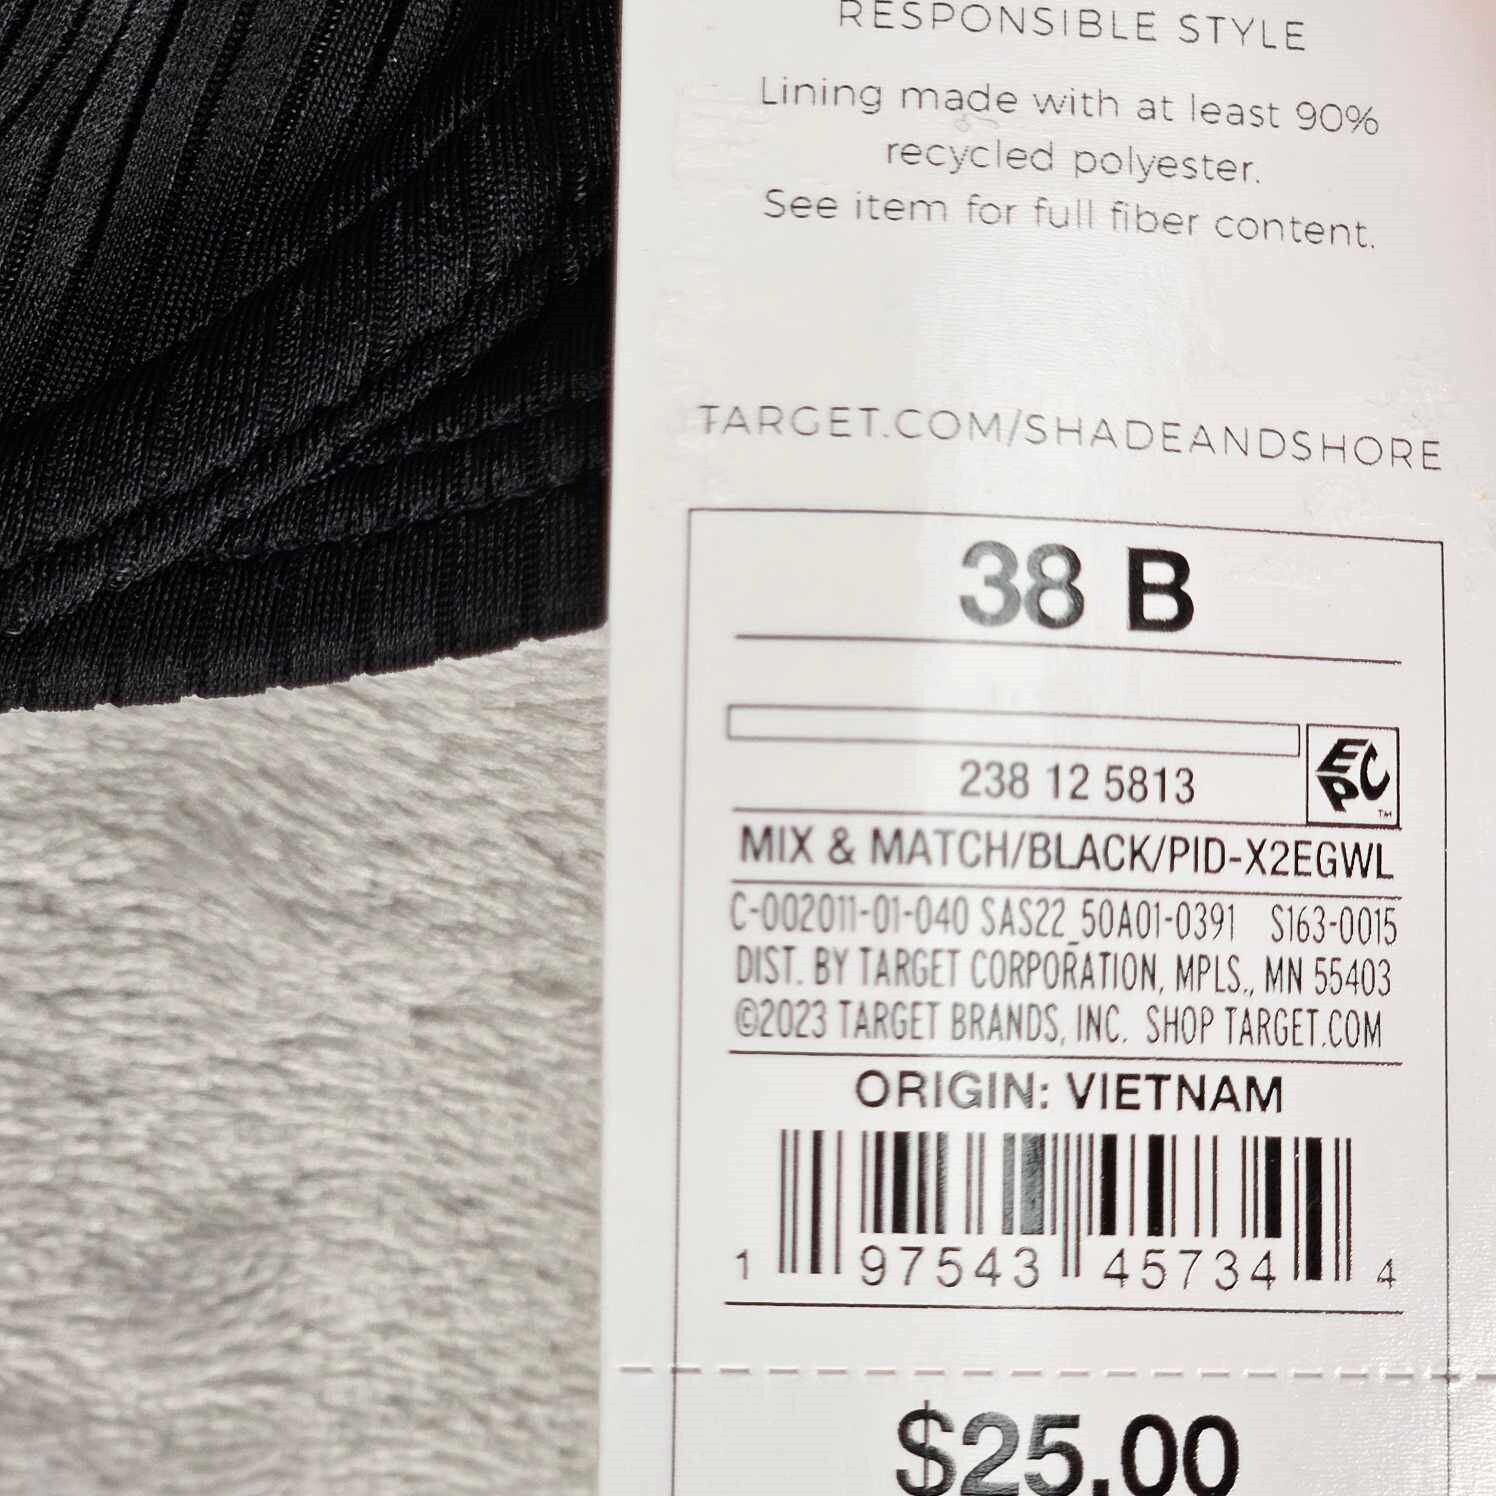 RESPONSIBLE STYLE
Lining made with at least 90%
recycled polyester.
See item for full fiber content.
TARGET.COM/SHADEANDSHORE
38 B
238 12 5813
EPC™
MIX & MATCH/BLACK/PID-X2EGWL
C-002011-01-040 SAS22_50A01-0391 S163-0015
DIST. BY TARGET CORPORATION, MPLS., MN 55403
©2023 TARGET BRANDS, INC. SHOP TARGET.COM
ORIGIN: VIETNAM
1 97543 45734 4
$25.00